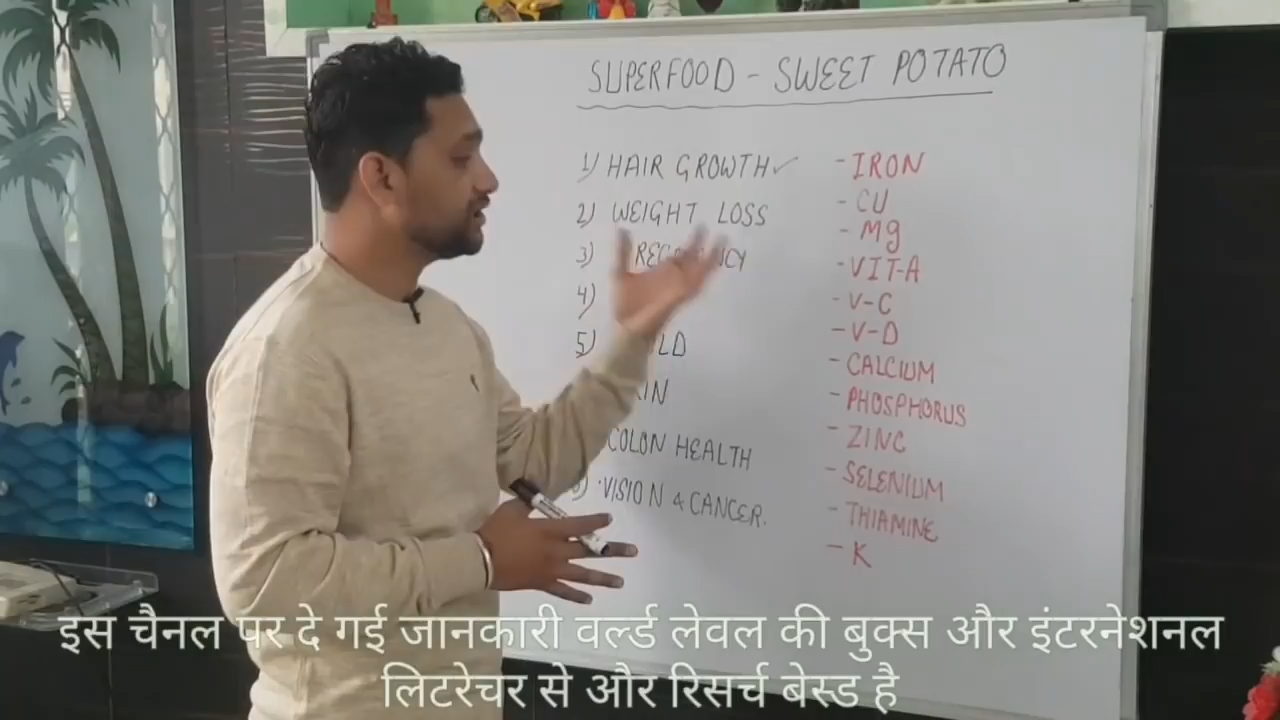 SUPERFOOD - SWEET POTATO
1) HAIR GROWTH ✓
2) WEIGHT LOSS
3)
4)
5)
COLON HEALTH
VISION & CANCER.
- IRON
- CU
- Mg
- VIT-A
- V-C
- V-D
- CALCIUM
- PHOSPHORUS
- ZINC
- SELENIUM
- THIAMINE
- K
इस चैनल पर दे गई जानकारी वर्ल्ड लेवल की बुक्स और इंटरनेशनल
लिटरेचर से और रिसर्च बेस्ड है